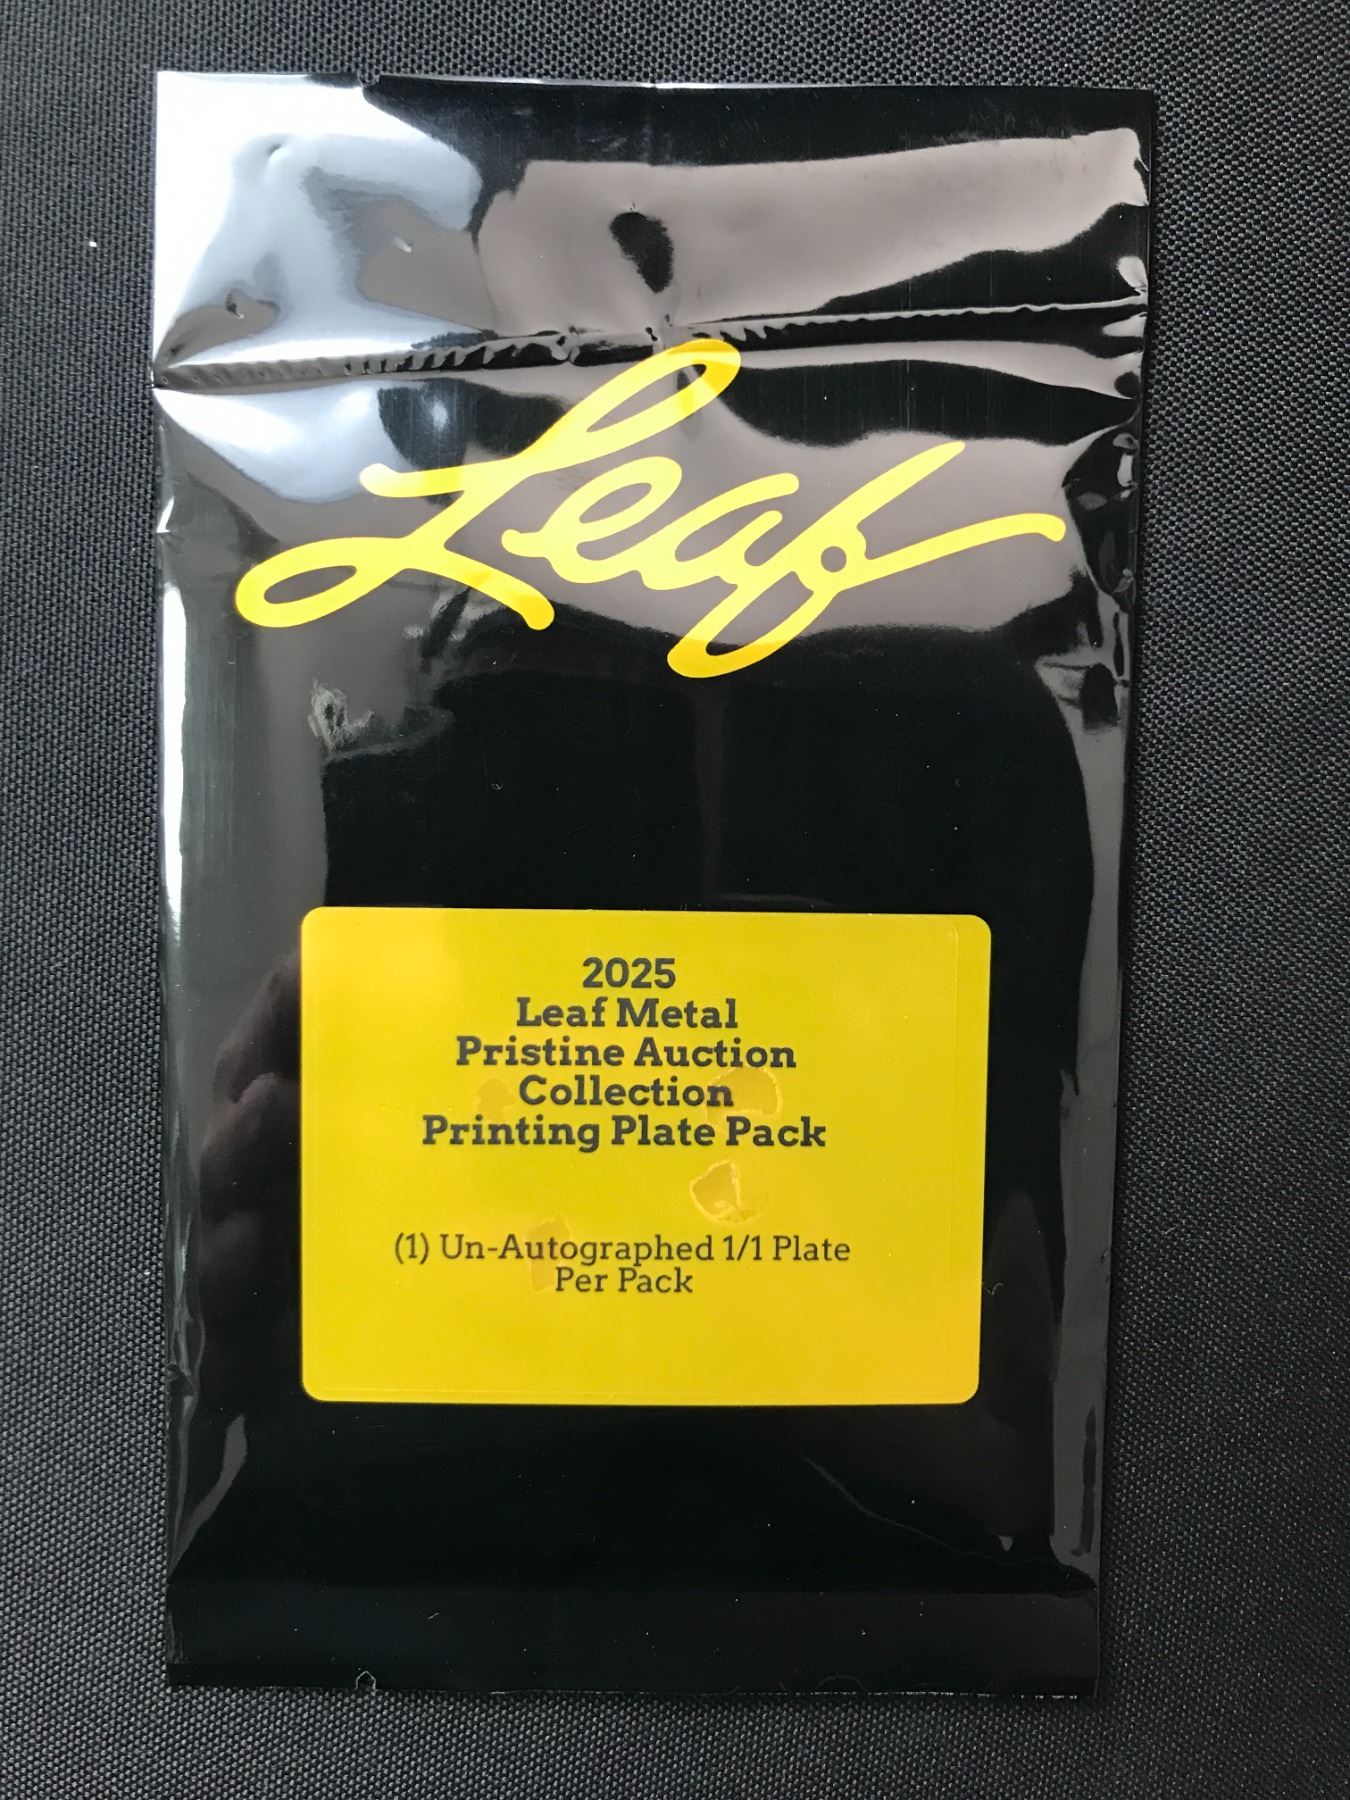 Leaf
2025
Leaf Metal
Pristine Auction
Collection
Printing Plate Pack
(1) Un-Autographed 1/1 Plate
Per Pack